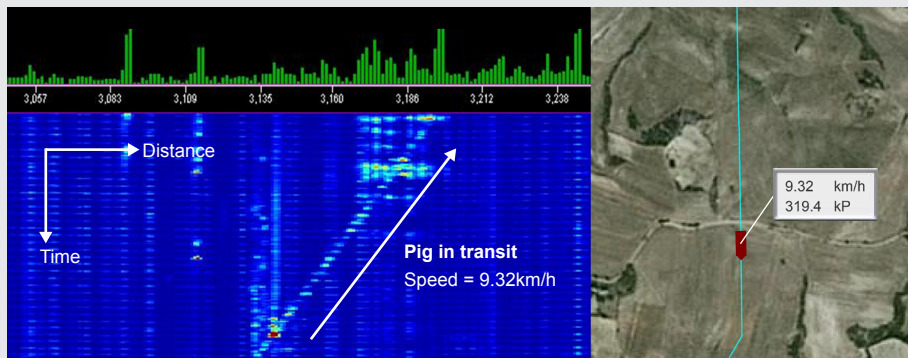 3,057 3,083 3,109 3,135 3,160 3,186 3,212 3,238
Distance
Time
Pig in transit
Speed = 9.32km/h
9.32 km/h
319.4 kP